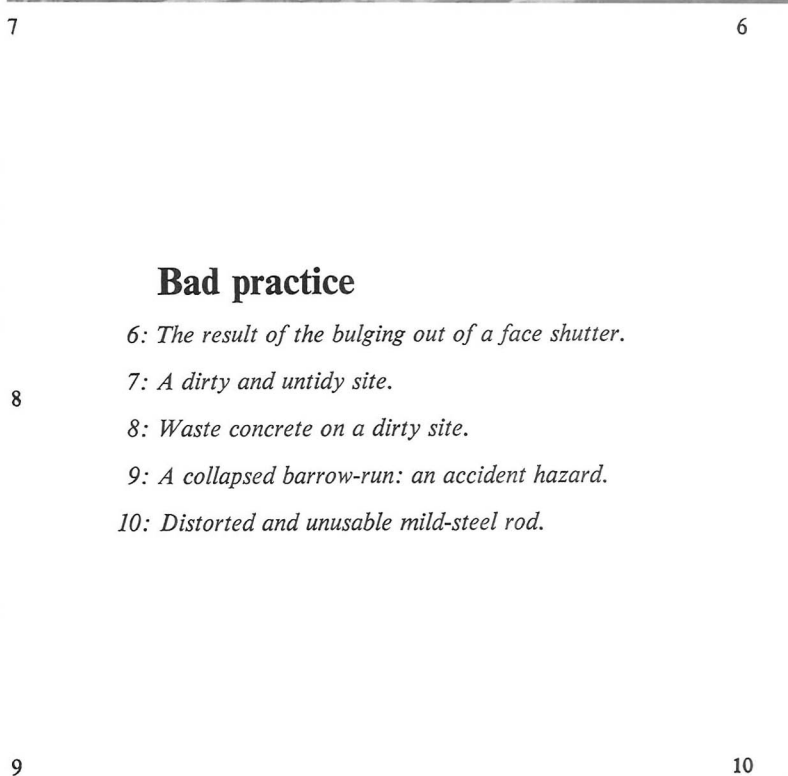 7 6
Bad practice
6: The result of the bulging out of a face shutter.
7: A dirty and untidy site.
8
8: Waste concrete on a dirty site.
9: A collapsed barrow-run: an accident hazard.
10: Distorted and unusable mild-steel rod.
9 10